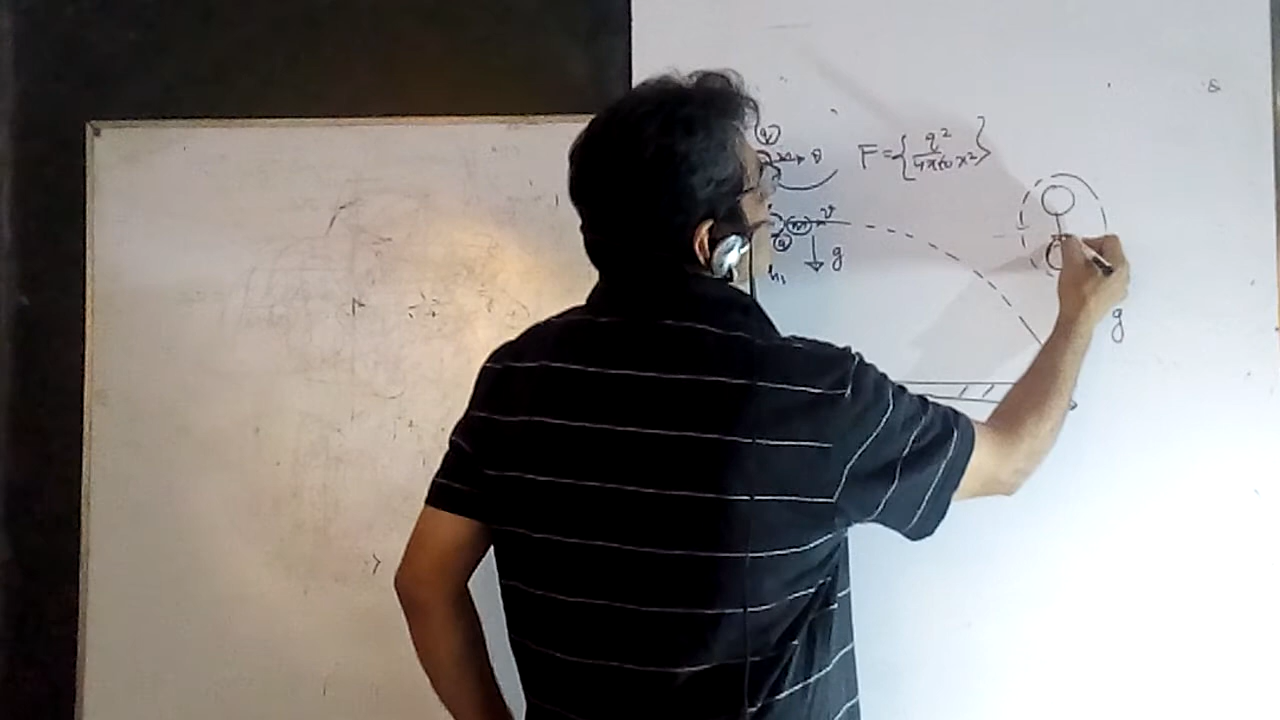 q
F = { q² / 4πε₀x² }
m v
q
g
h₁
g